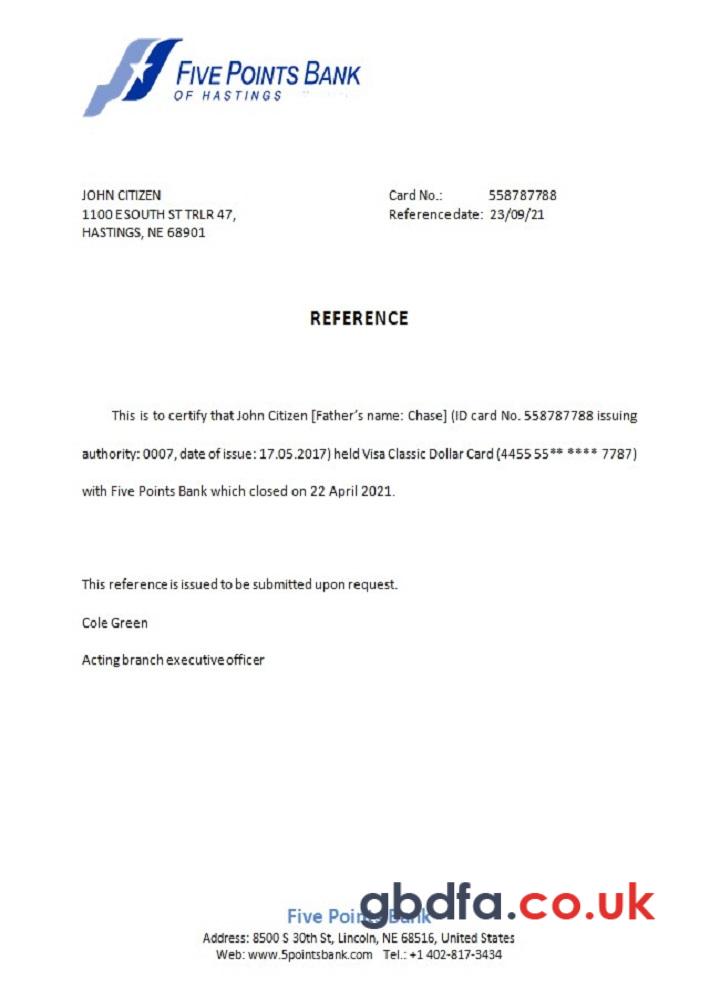 FIVE POINTS BANK
OF HASTINGS
JOHN CITIZEN
1100 E SOUTH ST TRLR 47,
HASTINGS, NE 68901
Card No.: 558787788
Reference date: 23/09/21
REFERENCE
This is to certify that John Citizen [Father's name: Chase] (ID card No. 558787788 issuing
authority: 0007, date of issue: 17.05.2017) held Visa Classic Dollar Card (4455 55** **** 7787)
with Five Points Bank which closed on 22 April 2021.
This reference is issued to be submitted upon request.
Cole Green
Acting branch executive officer
Five Points Bank
gbdfa.co.uk
Address: 8500 S 30th St, Lincoln, NE 68516, United States
Web: www.5pointsbank.com Tel.: +1 402-817-3434